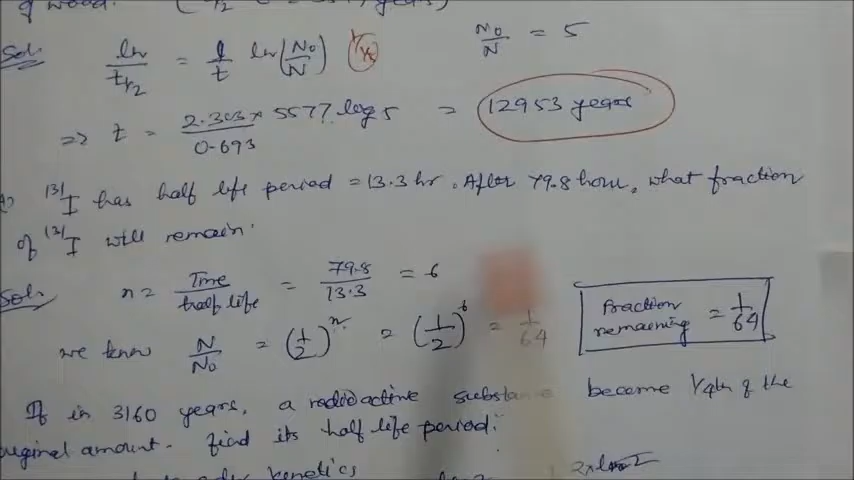 of wood.
Sol. ln/t1/2 = 1/t ln(N0/N) N0/N = 5
=> t = 2.303 × 5577 log 5 / 0.693 = 12953 years
131I has half life period = 13.3 hr. After 79.8 hour, what fraction
of 131I will remain.
Sol. n = Time/half life = 79.8/13.3 = 6
we know N/N0 = (1/2)^n = (1/2)^6 = 1/64
Fraction remaining = 1/64
If in 3160 years, a radioactive substance become 1/4th of the
original amount. find its half life period.
kinetics